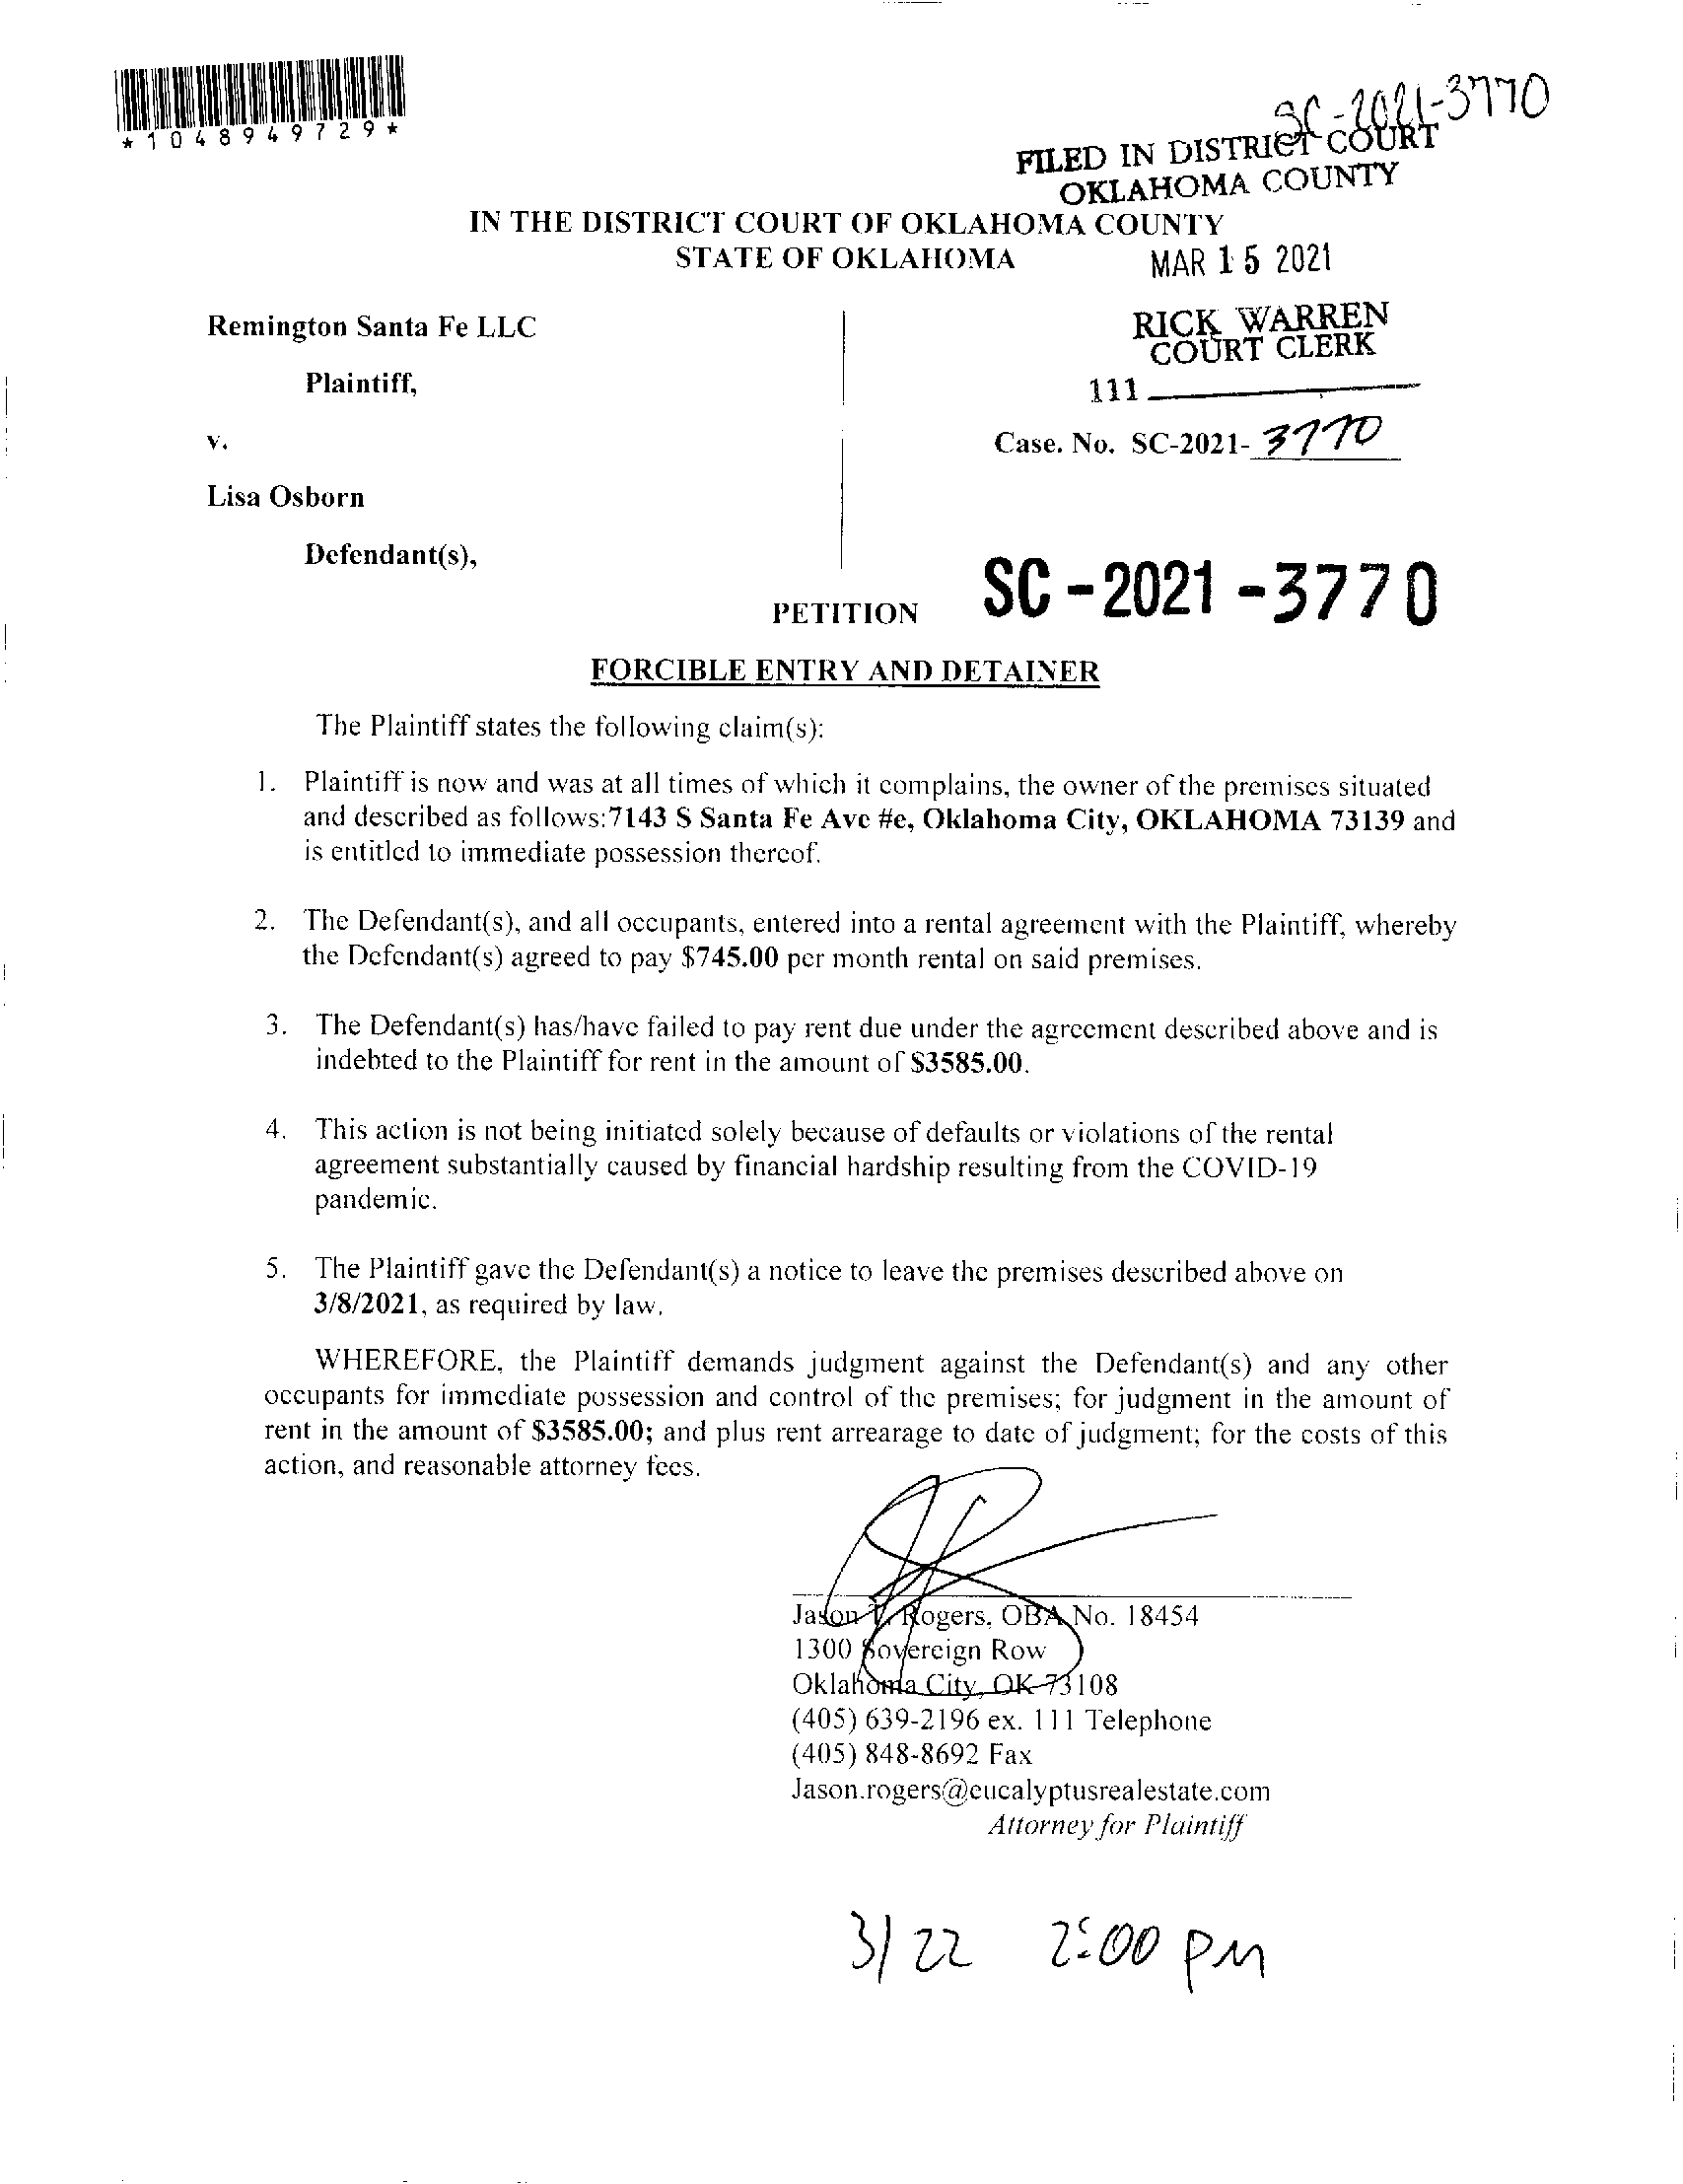 SC-2021-3770
*1048949729*
FILED IN DISTRICT COURT
OKLAHOMA COUNTY
IN THE DISTRICT COURT OF OKLAHOMA COUNTY
STATE OF OKLAHOMA
MAR 15 2021
Remington Santa Fe LLC
RICK WARREN
COURT CLERK
Plaintiff,
111
v.
Case. No. SC-2021- 3770
Lisa Osborn
Defendant(s),
SC-2021-3770
PETITION
FORCIBLE ENTRY AND DETAINER
The Plaintiff states the following claim(s):
1. Plaintiff is now and was at all times of which it complains, the owner of the premises situated
and described as follows:7143 S Santa Fe Ave #e, Oklahoma City, OKLAHOMA 73139 and
is entitled to immediate possession thereof.
2. The Defendant(s), and all occupants, entered into a rental agreement with the Plaintiff, whereby
the Defendant(s) agreed to pay $745.00 per month rental on said premises.
3. The Defendant(s) has/have failed to pay rent due under the agreement described above and is
indebted to the Plaintiff for rent in the amount of $3585.00.
4. This action is not being initiated solely because of defaults or violations of the rental
agreement substantially caused by financial hardship resulting from the COVID-19
pandemic.
5. The Plaintiff gave the Defendant(s) a notice to leave the premises described above on
3/8/2021, as required by law.
WHEREFORE, the Plaintiff demands judgment against the Defendant(s) and any other
occupants for immediate possession and control of the premises; for judgment in the amount of
rent in the amount of $3585.00; and plus rent arrearage to date of judgment; for the costs of this
action, and reasonable attorney fees.
Jason Rogers, OBA No. 18454
1300 Sovereign Row
Oklahoma City, OK 73108
(405) 639-2196 ex. 111 Telephone
(405) 848-8692 Fax
Jason.rogers@eucalyptusrealestate.com
Attorney for Plaintiff
3/22 2:00 PM